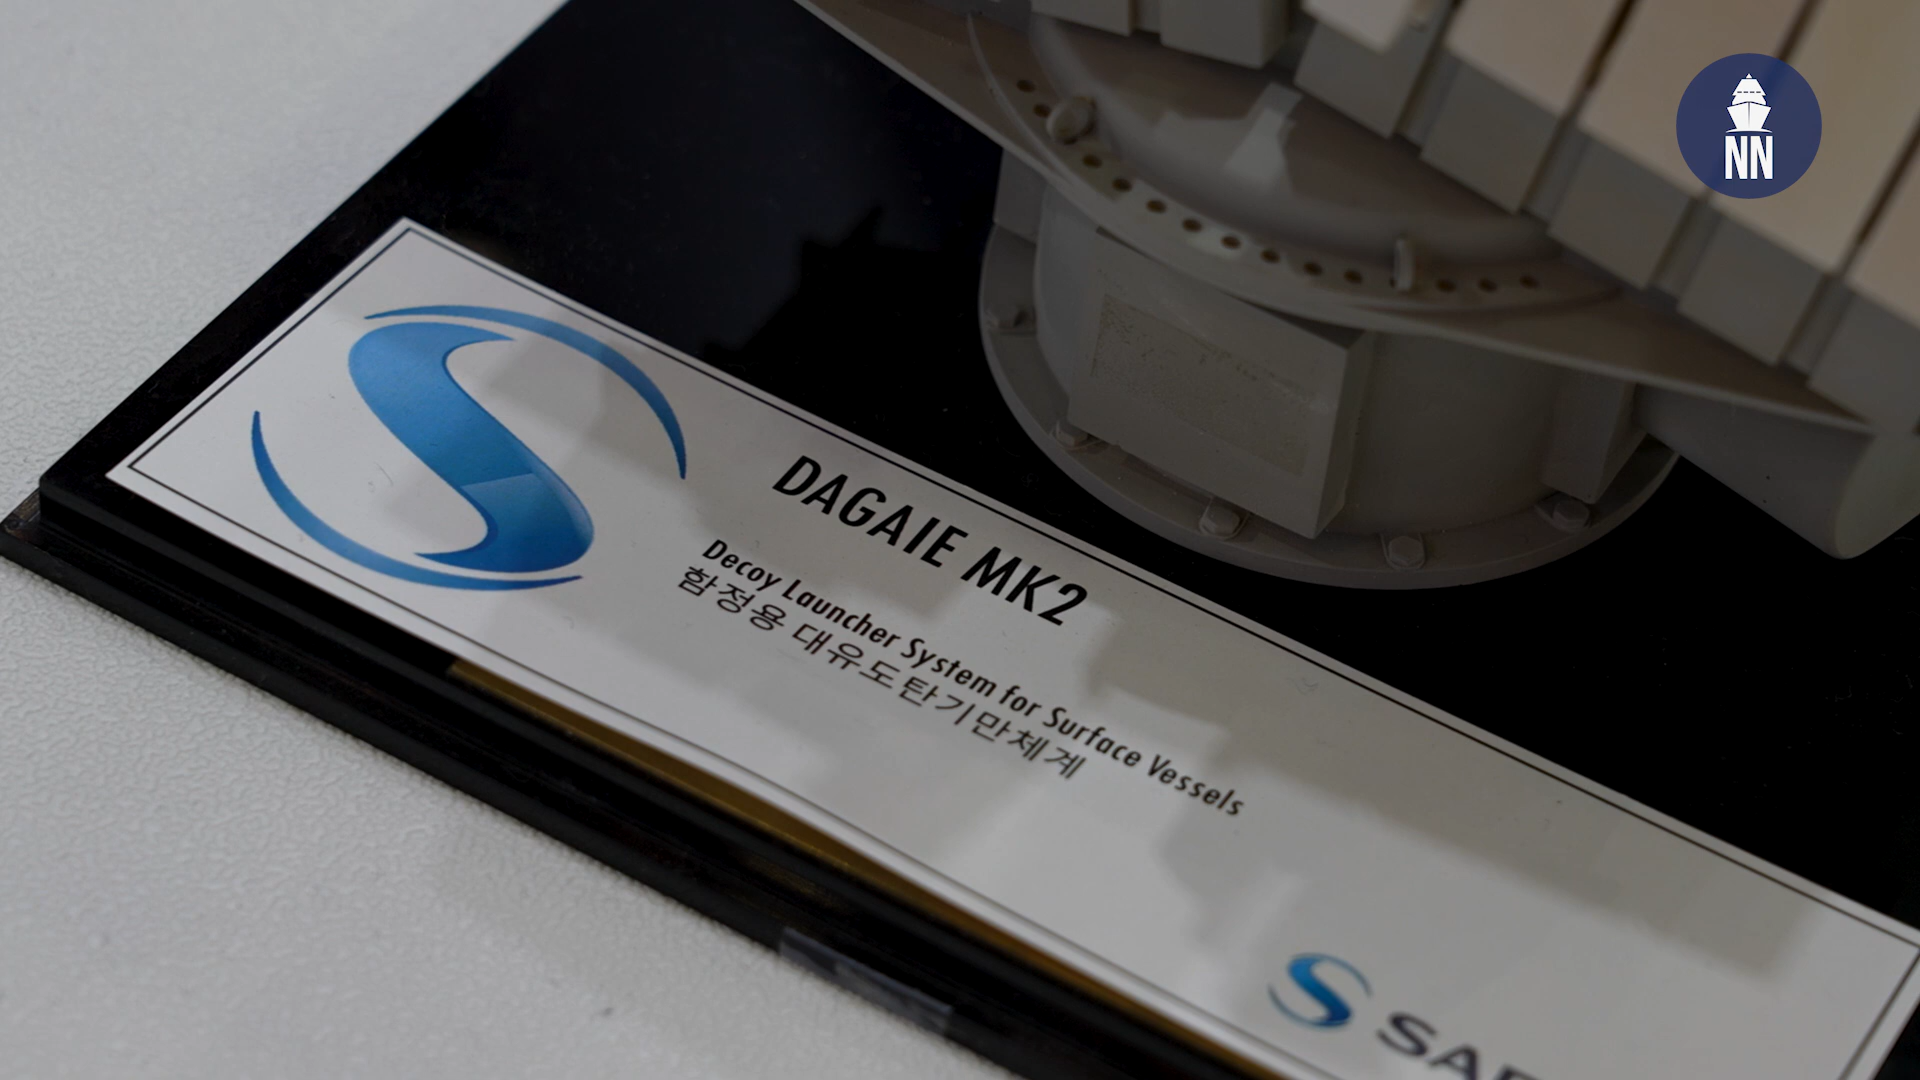 NN
DAGAIE MK2
Decoy Launcher System for Surface Vessels
함정용 대유도탄기만체계